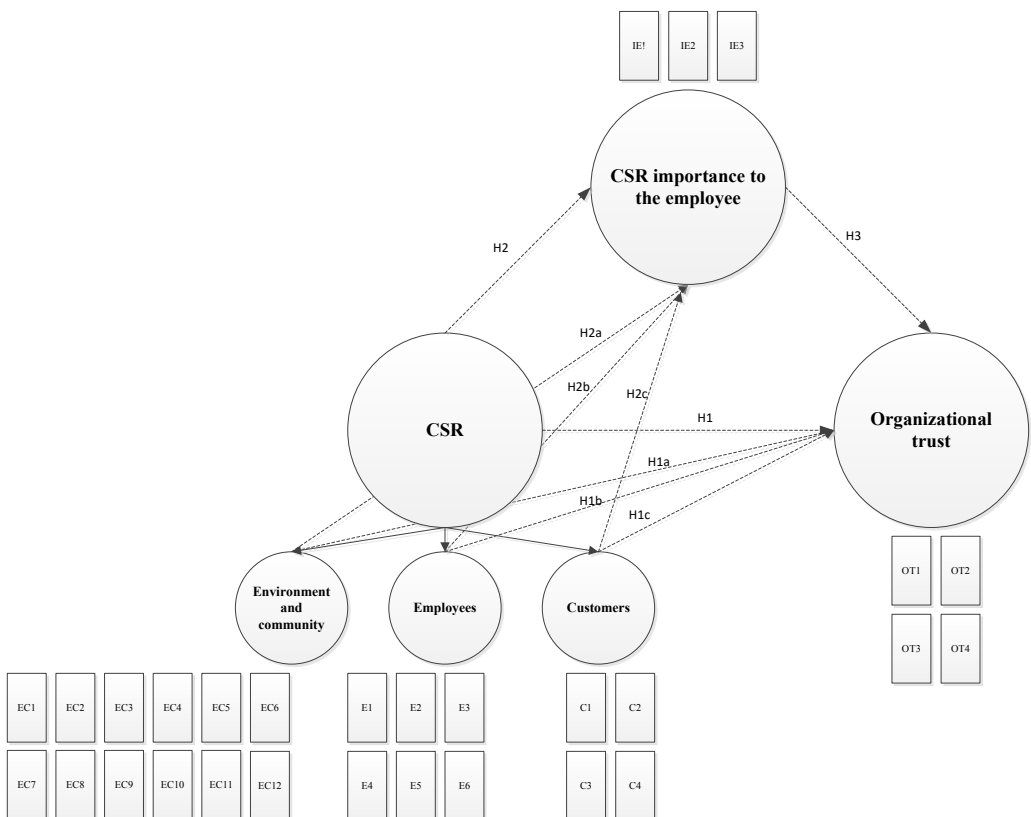 IE! IE2 IE3
CSR importance to
the employee
H2
H3
H2a
H2b
H2c
CSR
H1
Organizational
trust
H1a
H1b
H1c
Environment
and
community
Employees
Customers
OT1 OT2
OT3 OT4
EC1 EC2 EC3 EC4 EC5 EC6
E1 E2 E3
C1 C2
EC7 EC8 EC9 EC10 EC11 EC12
E4 E5 E6
C3 C4